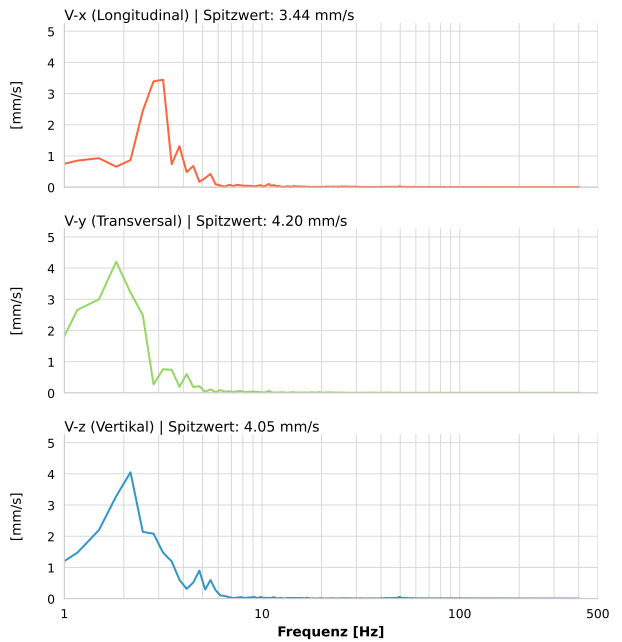 V-x (Longitudinal) | Spitzwert: 3.44 mm/s
5
4
3
2
1
0
[mm/s]
V-y (Transversal) | Spitzwert: 4.20 mm/s
5
4
3
2
1
0
[mm/s]
V-z (Vertikal) | Spitzwert: 4.05 mm/s
5
4
3
2
1
0
[mm/s]
1 10 100 500
Frequenz [Hz]